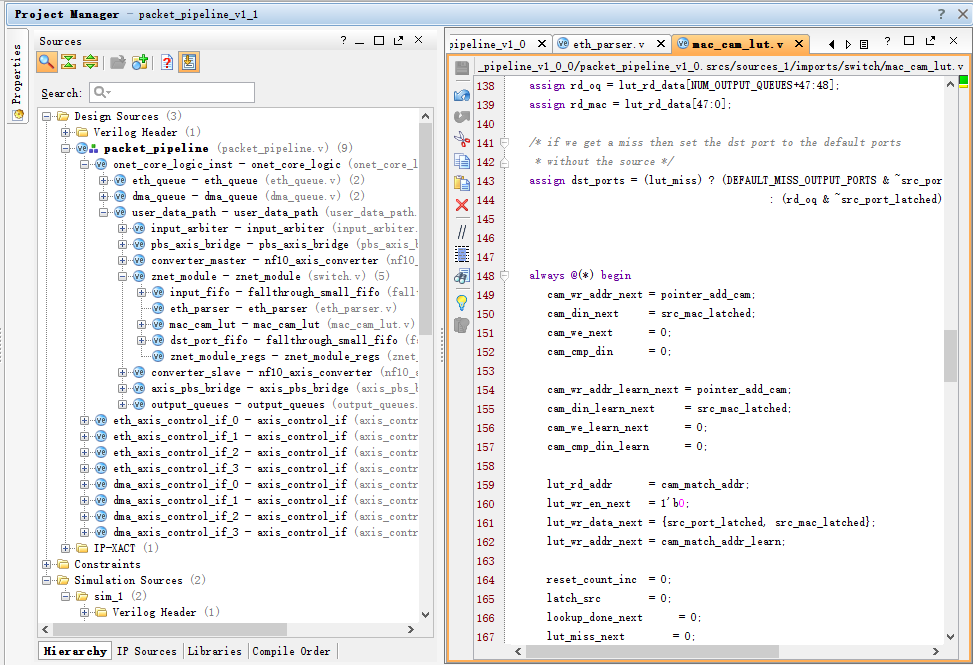 Project Manager - packet_pipeline_v1_1
Properties
Sources
Search:
Design Sources (3)
Verilog Header (1)
packet_pipeline (packet_pipeline.v) (9)
onet_core_logic_inst - onet_core_logic (onet_core_l
eth_queue - eth_queue (eth_queue.v) (2)
dma_queue - dma_queue (dma_queue.v) (2)
user_data_path - user_data_path (user_data_path.
input_arbiter - input_arbiter (input_arbiter.
pbs_axis_bridge - pbs_axis_bridge (pbs_axis_b
converter_master - nf10_axis_converter (nf10_
znet_module - znet_module (switch.v) (5)
input_fifo - fallthrough_small_fifo (fall
eth_parser - eth_parser (eth_parser.v)
mac_cam_lut - mac_cam_lut (mac_cam_lut.v)
dst_port_fifo - fallthrough_small_fifo (f
znet_module_regs - znet_module_regs (znet_
converter_slave - nf10_axis_converter (nf10_
axis_pbs_bridge - axis_pbs_bridge (axis_pbs_b
output_queues - output_queues (output_queues.
eth_axis_control_if_0 - axis_control_if (axis_contr
eth_axis_control_if_1 - axis_control_if (axis_contr
eth_axis_control_if_2 - axis_control_if (axis_contr
eth_axis_control_if_3 - axis_control_if (axis_contr
dma_axis_control_if_0 - axis_control_if (axis_contr
dma_axis_control_if_1 - axis_control_if (axis_contr
dma_axis_control_if_2 - axis_control_if (axis_contr
dma_axis_control_if_3 - axis_control_if (axis_contr
IP-XACT (1)
Constraints
Simulation Sources (2)
sim_1 (2)
Verilog Header (1)
Hierarchy IP Sources Libraries Compile Order
pipeline_v1_0 eth_parser.v mac_cam_lut.v
_pipeline_v1_0_0/packet_pipeline_v1_0.srcs/sources_1/imports/switch/mac_cam_lut.v
138 assign rd_oq = lut_rd_data[NUM_OUTPUT_QUEUES+47:48];
139 assign rd_mac = lut_rd_data[47:0];
140
141 /* if we get a miss then set the dst port to the default ports
142 * without the source */
143 assign dst_ports = (lut_miss) ? (DEFAULT_MISS_OUTPUT_PORTS & ~src_por
144 : (rd_oq & ~src_port_latched)
145
146
147
148 always @(*) begin
149 cam_wr_addr_next = pointer_add_cam;
150 cam_din_next = src_mac_latched;
151 cam_we_next = 0;
152 cam_cmp_din = 0;
153
154 cam_wr_addr_learn_next = pointer_add_cam;
155 cam_din_learn_next = src_mac_latched;
156 cam_we_learn_next = 0;
157 cam_cmp_din_learn = 0;
158
159 lut_rd_addr = cam_match_addr;
160 lut_wr_en_next = 1'b0;
161 lut_wr_data_next = {src_port_latched, src_mac_latched};
162 lut_wr_addr_next = cam_match_addr_learn;
163
164 reset_count_inc = 0;
165 latch_src = 0;
166 lookup_done_next = 0;
167 lut_miss_next = 0;